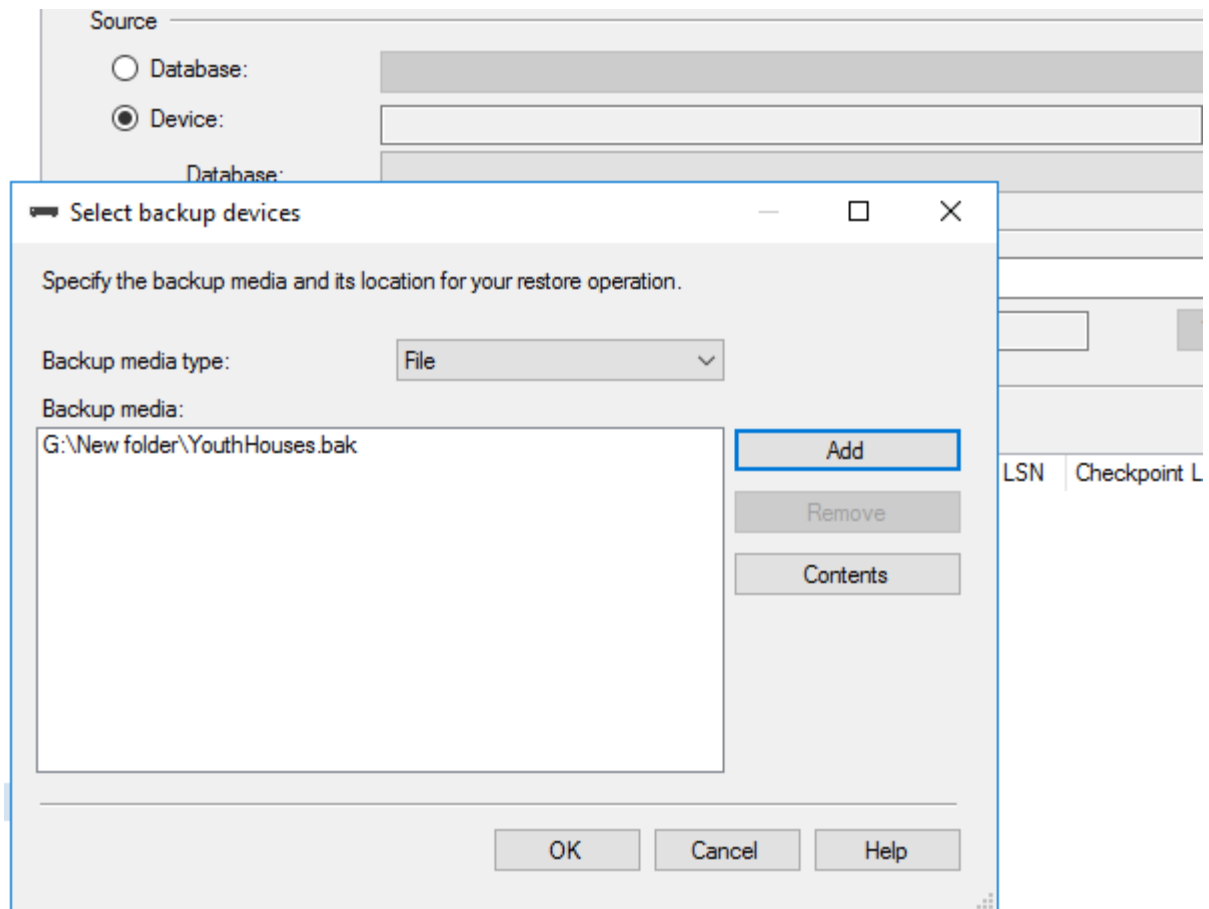 Source
Database:
Device:
Database:
Select backup devices
Specify the backup media and its location for your restore operation.
Backup media type:
File
Backup media:
G:\New folder\YouthHouses.bak
Add
Remove
Contents
LSN
Checkpoint L
OK
Cancel
Help